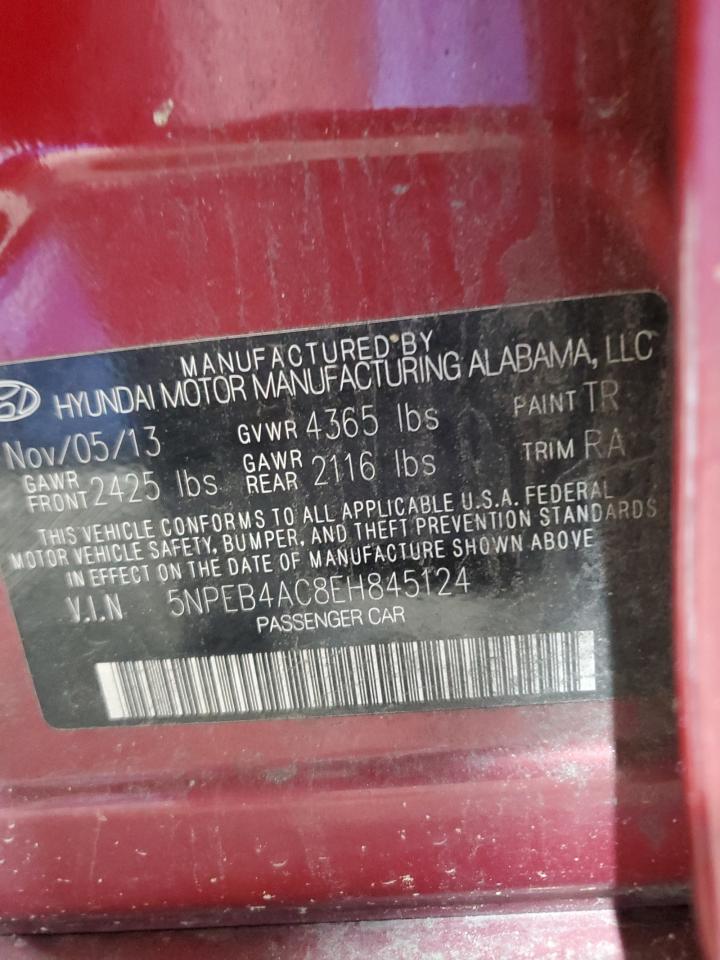 MANUFACTURED BY
HYUNDAI MOTOR MANUFACTURING ALABAMA, LLC
Nov/05/13 GVWR 4365 lbs PAINT TR
GAWR FRONT 2425 lbs GAWR REAR 2116 lbs TRIM RA
THIS VEHICLE CONFORMS TO ALL APPLICABLE U.S.A. FEDERAL
MOTOR VEHICLE SAFETY, BUMPER, AND THEFT PREVENTION STANDARDS
IN EFFECT ON THE DATE OF MANUFACTURE SHOWN ABOVE
V.I.N 5NPEB4AC8EH845124
PASSENGER CAR